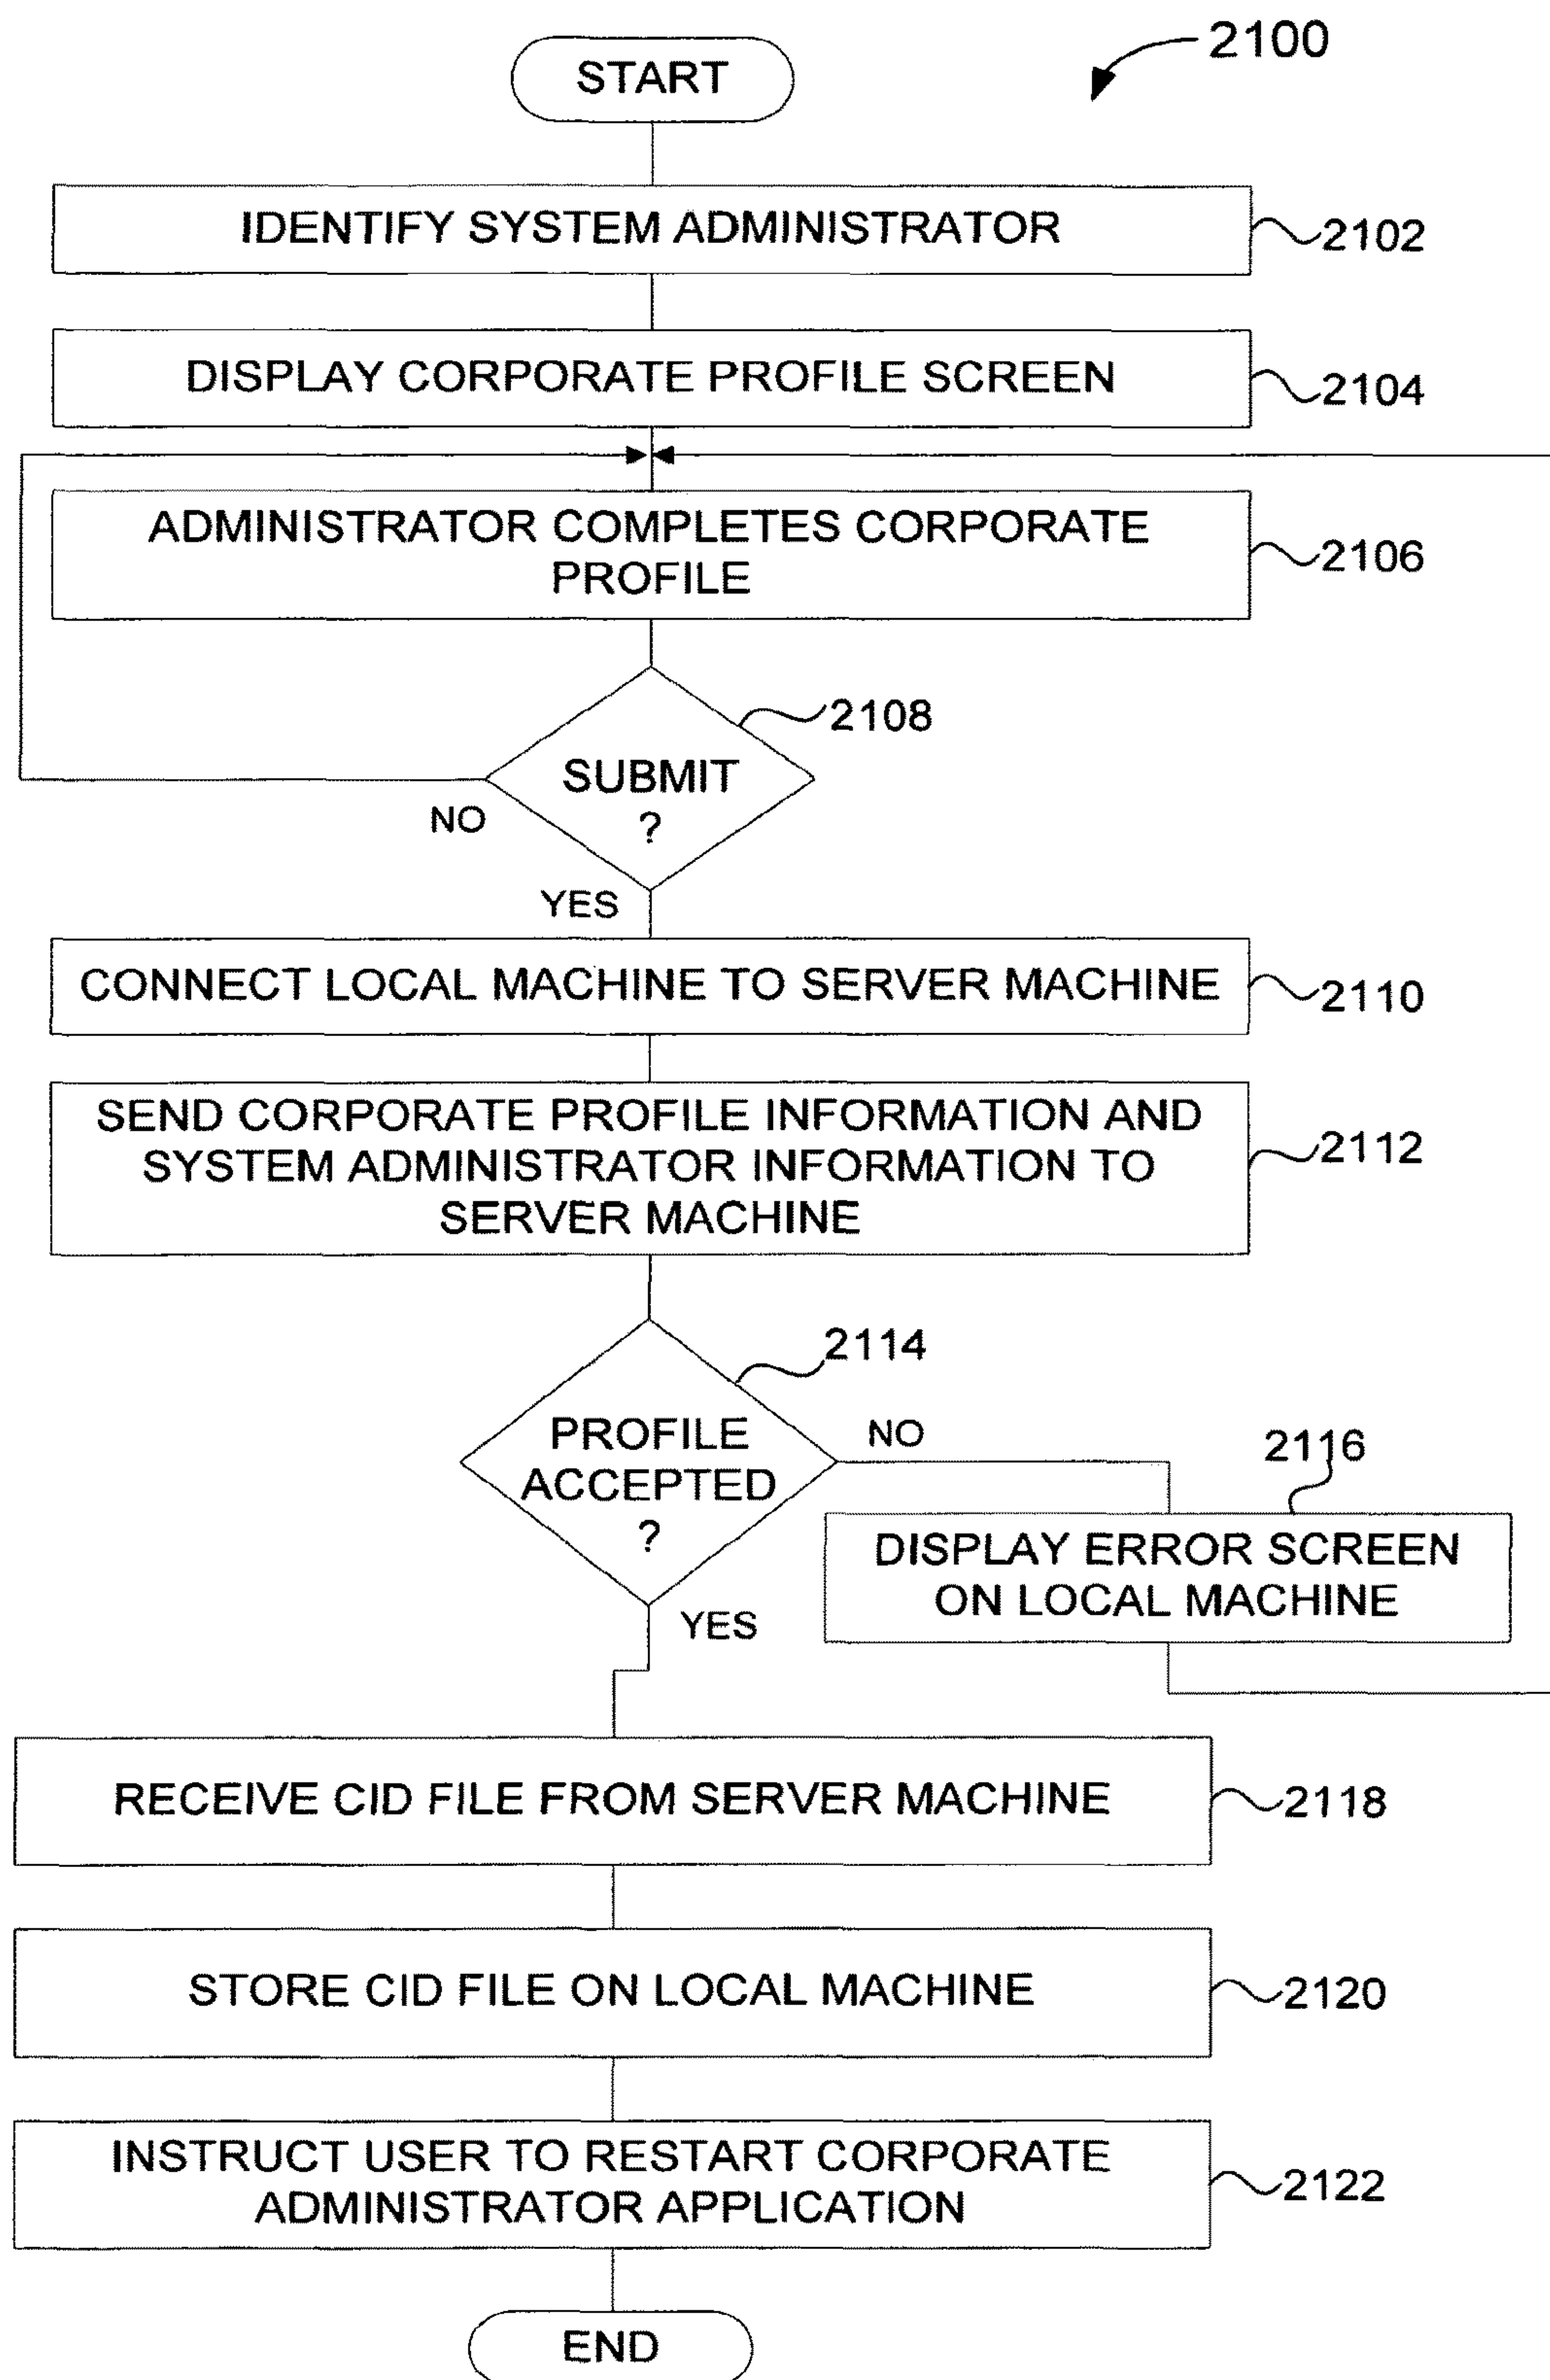 2100
START
IDENTIFY SYSTEM ADMINISTRATOR
2102
DISPLAY CORPORATE PROFILE SCREEN
2104
ADMINISTRATOR COMPLETES CORPORATE
PROFILE
2106
2108
SUBMIT
?
NO
YES
CONNECT LOCAL MACHINE TO SERVER MACHINE
2110
SEND CORPORATE PROFILE INFORMATION AND
SYSTEM ADMINISTRATOR INFORMATION TO
SERVER MACHINE
2112
2114
PROFILE
ACCEPTED
?
NO
YES
2116
DISPLAY ERROR SCREEN
ON LOCAL MACHINE
RECEIVE CID FILE FROM SERVER MACHINE
2118
STORE CID FILE ON LOCAL MACHINE
2120
INSTRUCT USER TO RESTART CORPORATE
ADMINISTRATOR APPLICATION
2122
END